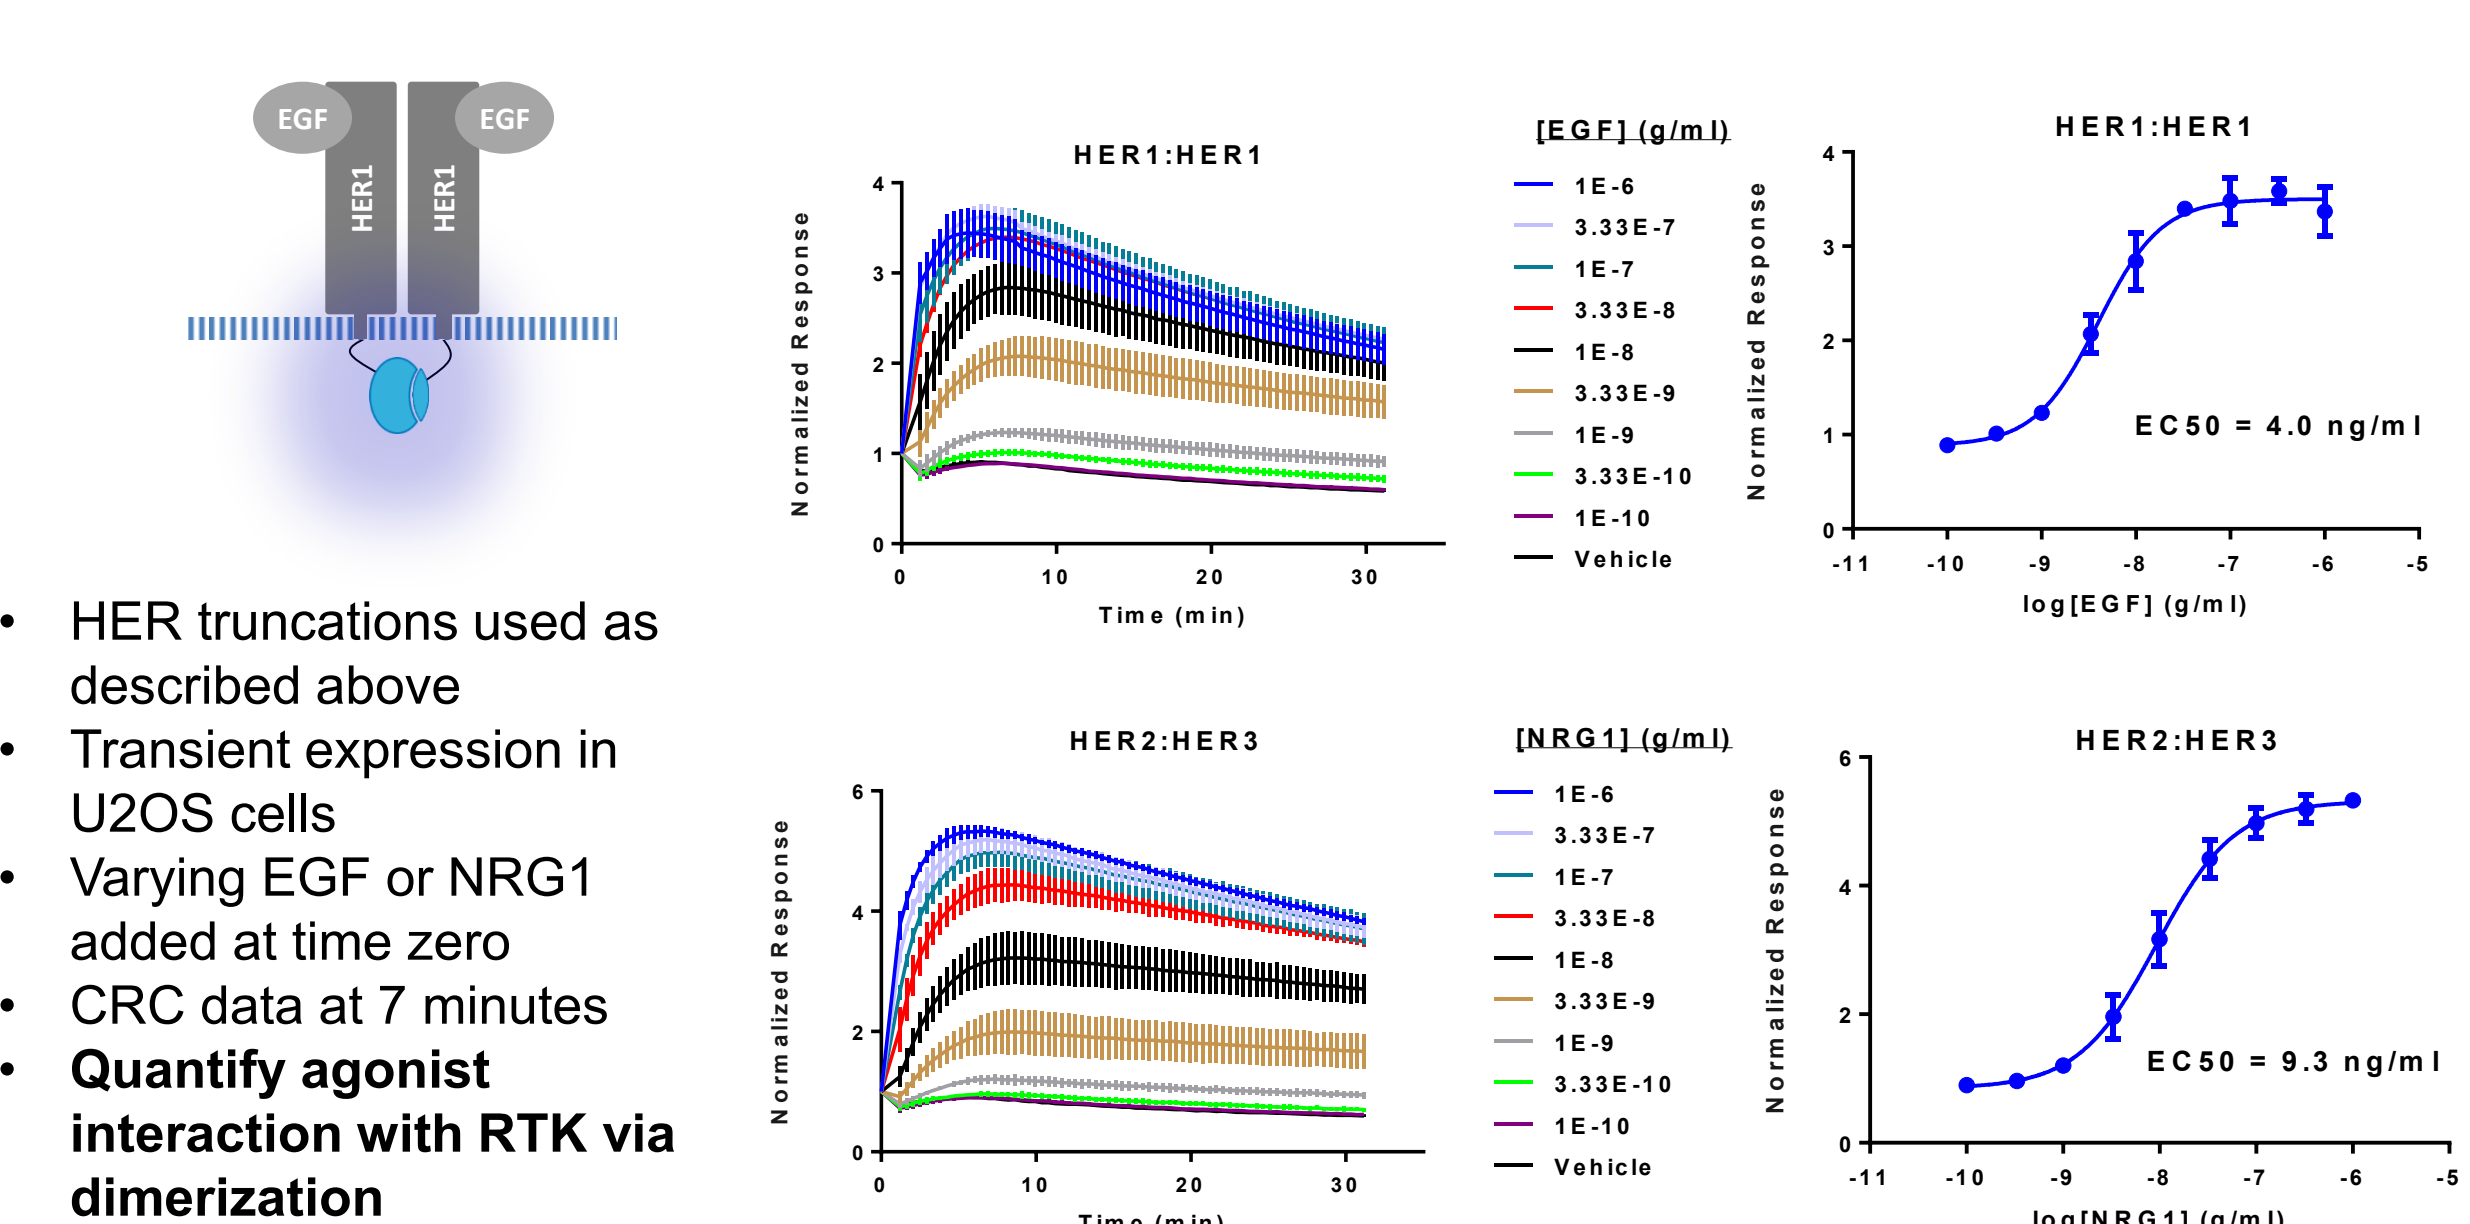 EGF
EGF
HER1
HER1
• HER truncations used as
described above
• Transient expression in
U2OS cells
• Varying EGF or NRG1
added at time zero
• CRC data at 7 minutes
• Quantify agonist
interaction with RTK via
dimerization
HER1:HER1
Normalized Response
4
3
2
1
0
0
10
20
30
Time (min)
[EGF] (g/ml)
1E-6
3.33E-7
1E-7
3.33E-8
1E-8
3.33E-9
1E-9
3.33E-10
1E-10
Vehicle
HER1:HER1
Normalized Response
4
3
2
1
0
EC50 = 4.0 ng/ml
-11
-10
-9
-8
-7
-6
-5
log[EGF] (g/ml)
HER2:HER3
Normalized Response
6
4
2
0
0
10
20
30
Time (min)
[NRG1] (g/ml)
1E-6
3.33E-7
1E-7
3.33E-8
1E-8
3.33E-9
1E-9
3.33E-10
1E-10
Vehicle
HER2:HER3
Normalized Response
6
4
2
0
EC50 = 9.3 ng/ml
-11
-10
-9
-8
-7
-6
-5
log[NRG1] (g/ml)